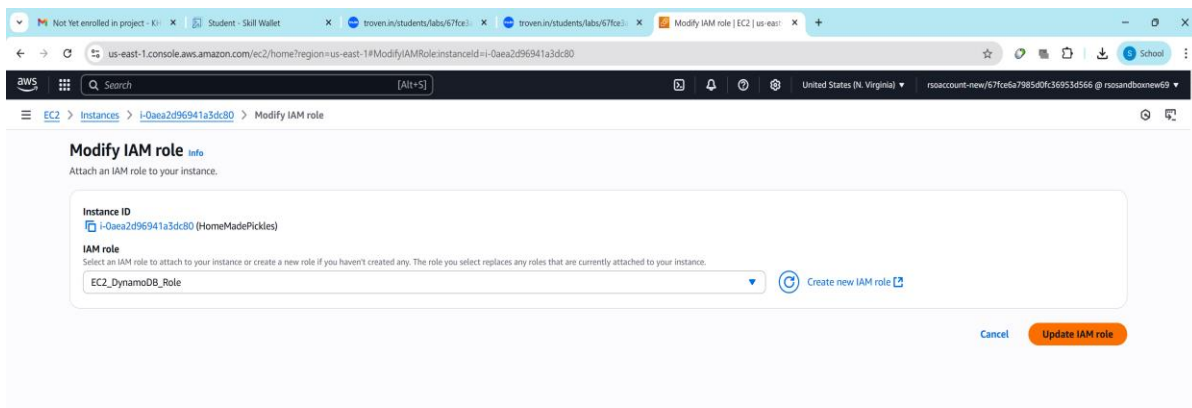 Not Yet enrolled in project - KH
Student - Skill Wallet
troven.in/students/labs/67fce3
troven.in/students/labs/67fce3
Modify IAM role | EC2 | us-east
us-east-1.console.aws.amazon.com/ec2/home?region=us-east-1#ModifyIAMRole:instanceId=i-0aea2d96941a3dc80
S School
aws
Search [Alt+S]
United States (N. Virginia)
rsoaccount-new/67fce6a7985d0fc36953d566 @ rsosandboxnew69
EC2 > Instances > i-0aea2d96941a3dc80 > Modify IAM role
Modify IAM role Info
Attach an IAM role to your instance.
Instance ID
i-0aea2d96941a3dc80 (HomeMadePickles)
IAM role
Select an IAM role to attach to your instance or create a new role if you haven't created any. The role you select replaces any roles that are currently attached to your instance.
EC2_DynamoDB_Role
Create new IAM role
Cancel
Update IAM role